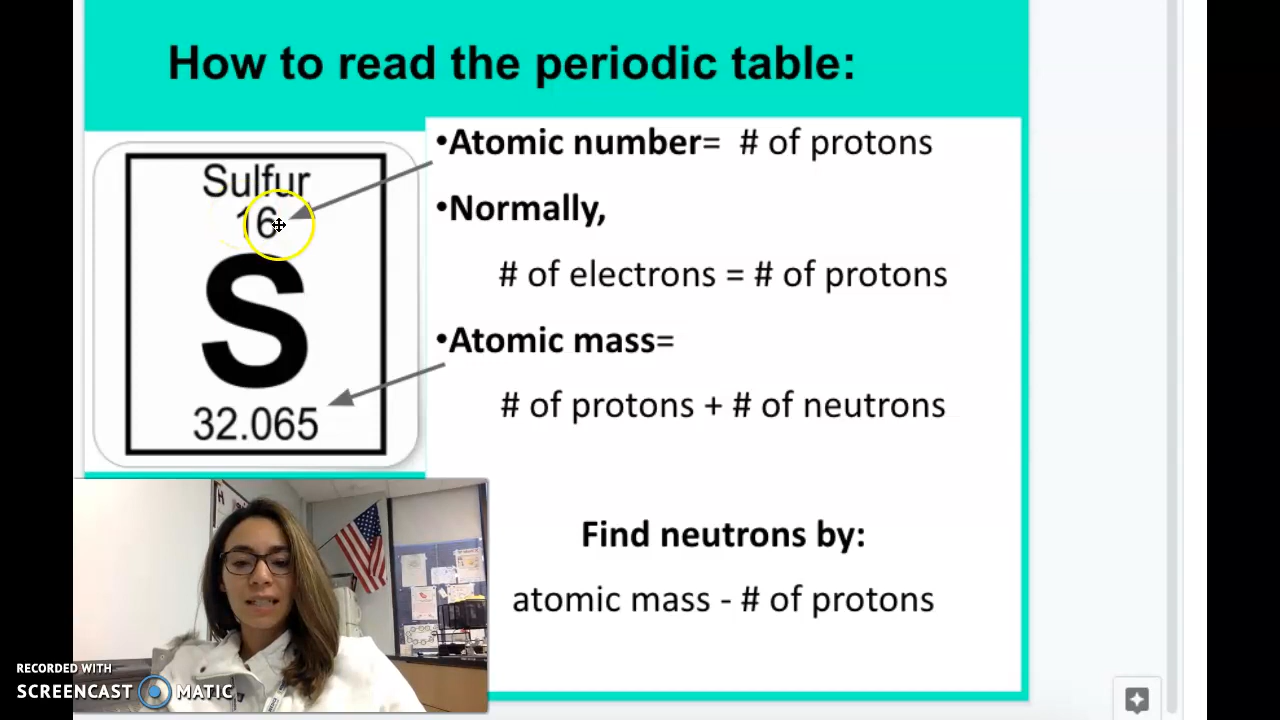 How to read the periodic table:
Sulfur
16
S
32.065
•Atomic number= # of protons
•Normally,
# of electrons = # of protons
•Atomic mass=
# of protons + # of neutrons
Find neutrons by:
atomic mass - # of protons
RECORDED WITH
SCREENCAST MATIC